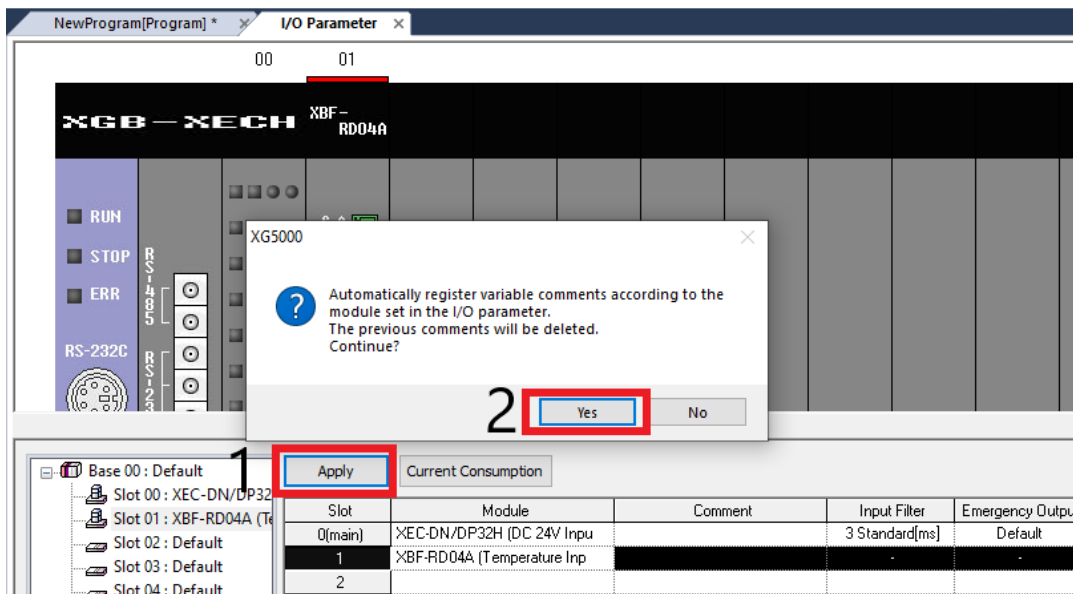 NewProgram[Program] *
I/O Parameter
00 01
XGB-XECH XBF-
RD04A
RUN
STOP
ERR
RS-485
RS-232C
XG5000
Automatically register variable comments according to the
module set in the I/O parameter.
The previous comments will be deleted.
Continue?
2 Yes No
1 Apply Current Consumption
Base 00 : Default
Slot 00 : XEC-DN/DP32
Slot 01 : XBF-RD04A
Slot 02 : Default
Slot 03 : Default
Slot 04 : Default
Slot Module Comment Input Filter Emergency Outpu
0(main) XEC-DN/DP32H (DC 24V Inpu 3 Standard[ms] Default
1 XBF-RD04A (Temperature Inp - -
2